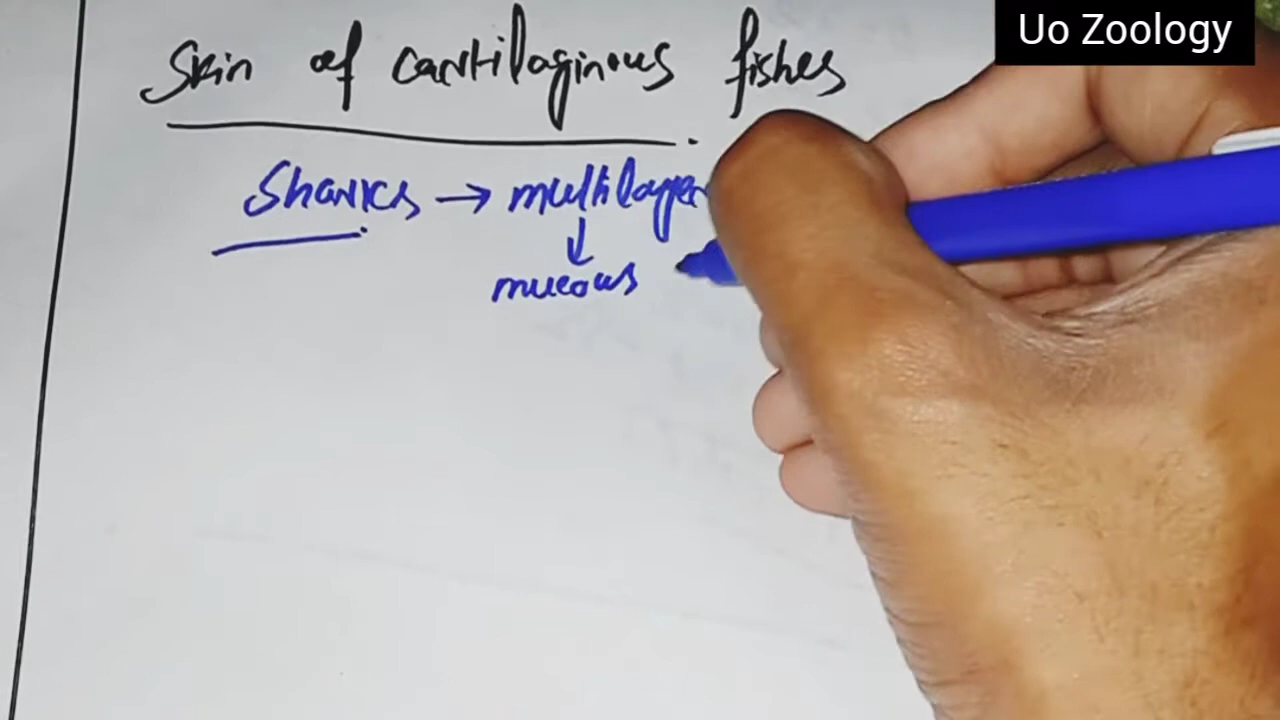 Uo Zoology
Skin of cartilaginous fishes
Sharks → multilayer
↓
mucous